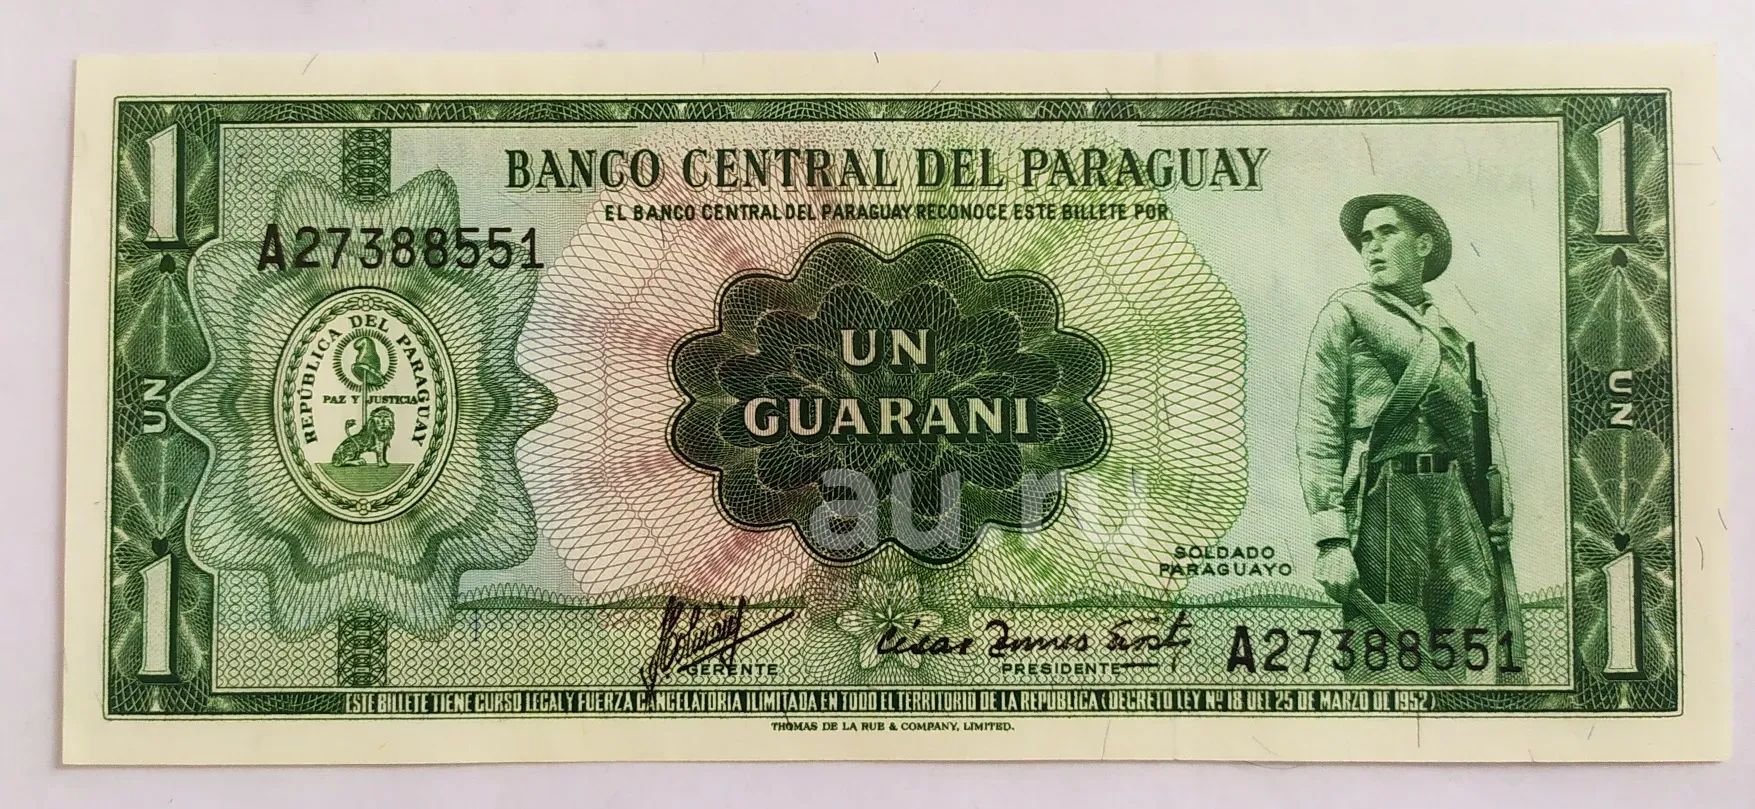 1
1
BANCO CENTRAL DEL PARAGUAY
EL BANCO CENTRAL DEL PARAGUAY RECONOCE ESTE BILLETE POR
A27388551
REPÚBLICA DEL PARAGUAY
PAZ Y JUSTICIA
UN
GUARANI
UN
UN
au.ru
SOLDADO
PARAGUAYO
1
1
A27388551
GERENTE
PRESIDENTE
ESTE BILLETE TIENE CURSO LEGAL Y FUERZA CANCELATORIA ILIMITADA EN TODO EL TERRITORIO DE LA REPUBLICA (DECRETO LEY Nº 18 DEL 25 DE MARZO DE 1952)
THOMAS DE LA RUE & COMPANY, LIMITED.